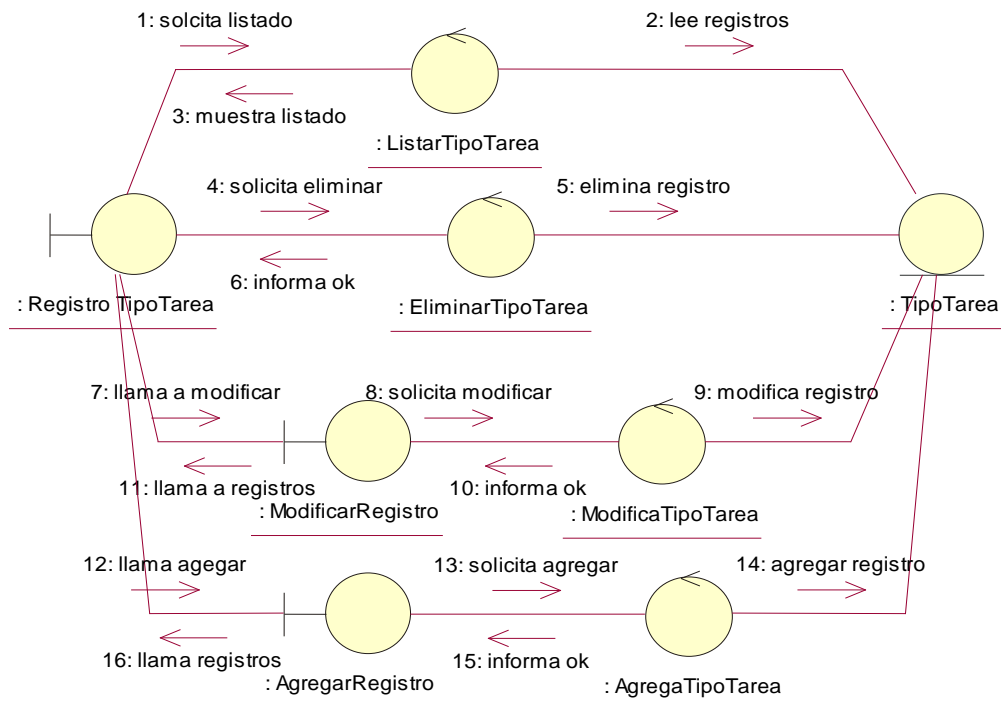 1: solcita listado
2: lee registros
3: muestra listado
: ListarTipoTarea
4: solicita eliminar
5: elimina registro
6: informa ok
: Registro TipoTarea
: EliminarTipoTarea
: TipoTarea
7: llama a modificar
8: solicita modificar
9: modifica registro
11: llama a registros
10: informa ok
: ModificarRegistro
: ModificaTipoTarea
12: llama agegar
13: solicita agregar
14: agregar registro
16: llama registros
15: informa ok
: AgregarRegistro
: AgregaTipoTarea